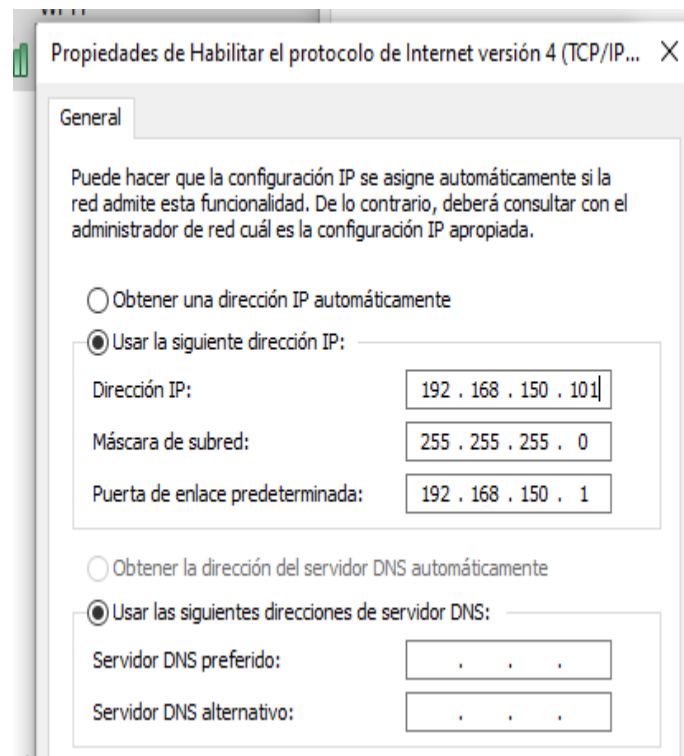 Propiedades de Habilitar el protocolo de Internet versión 4 (TCP/IP...
General
Puede hacer que la configuración IP se asigne automáticamente si la
red admite esta funcionalidad. De lo contrario, deberá consultar con el
administrador de red cuál es la configuración IP apropiada.
Obtener una dirección IP automáticamente
Usar la siguiente dirección IP:
Dirección IP: 192 . 168 . 150 . 101
Máscara de subred: 255 . 255 . 255 . 0
Puerta de enlace predeterminada: 192 . 168 . 150 . 1
Obtener la dirección del servidor DNS automáticamente
Usar las siguientes direcciones de servidor DNS:
Servidor DNS preferido: . . .
Servidor DNS alternativo: . . .